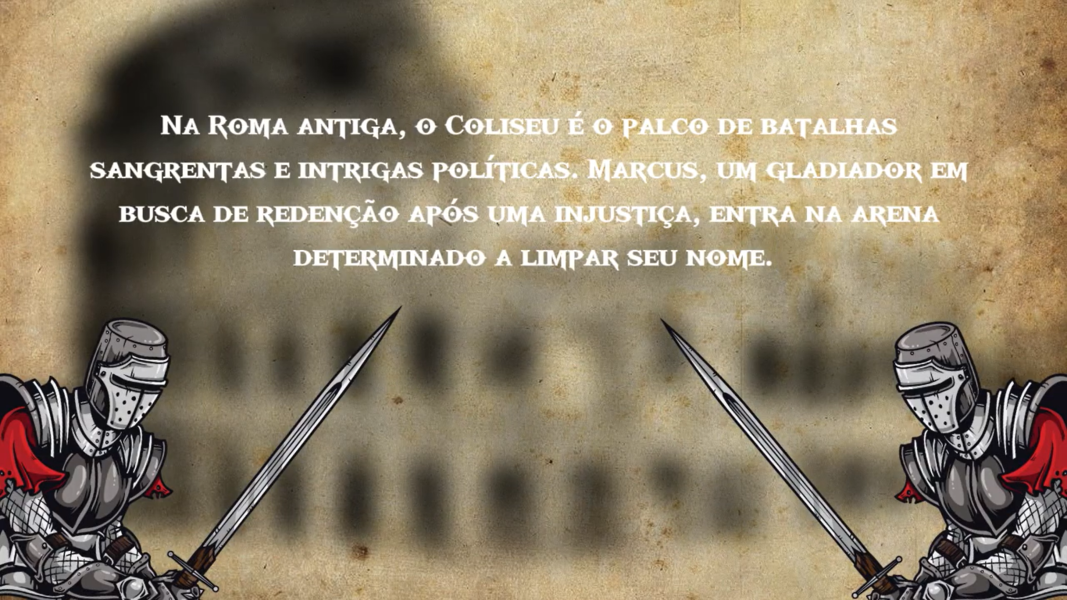 Na Roma antiga, o Coliseu é o palco de batalhas
sangrentas e intrigas políticas. Marcus, um gladiador em
busca de redenção após uma injustiça, entra na arena
determinado a limpar seu nome.